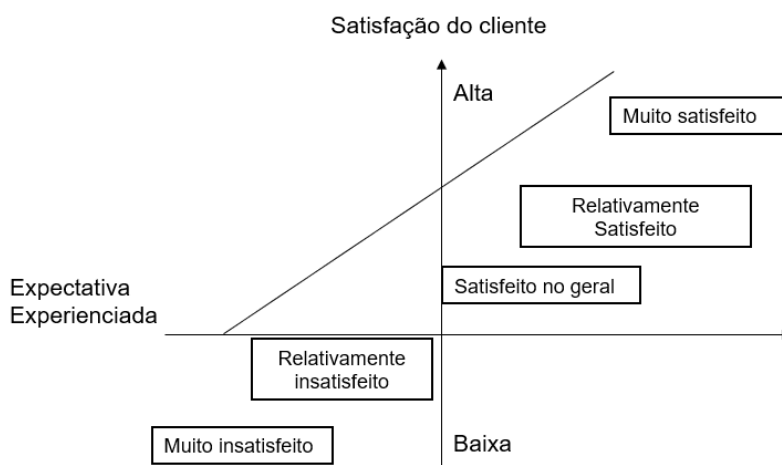 Satisfação do cliente
Alta
Muito satisfeito
Relativamente
Satisfeito
Satisfeito no geral
Expectativa
Experienciada
Relativamente
insatisfeito
Muito insatisfeito
Baixa